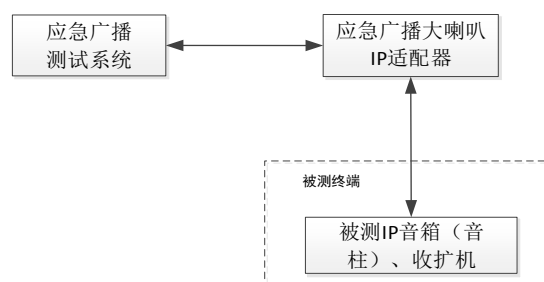 应急广播
测试系统
应急广播大喇叭
IP适配器
被测终端
被测IP音箱（音
柱）、收扩机